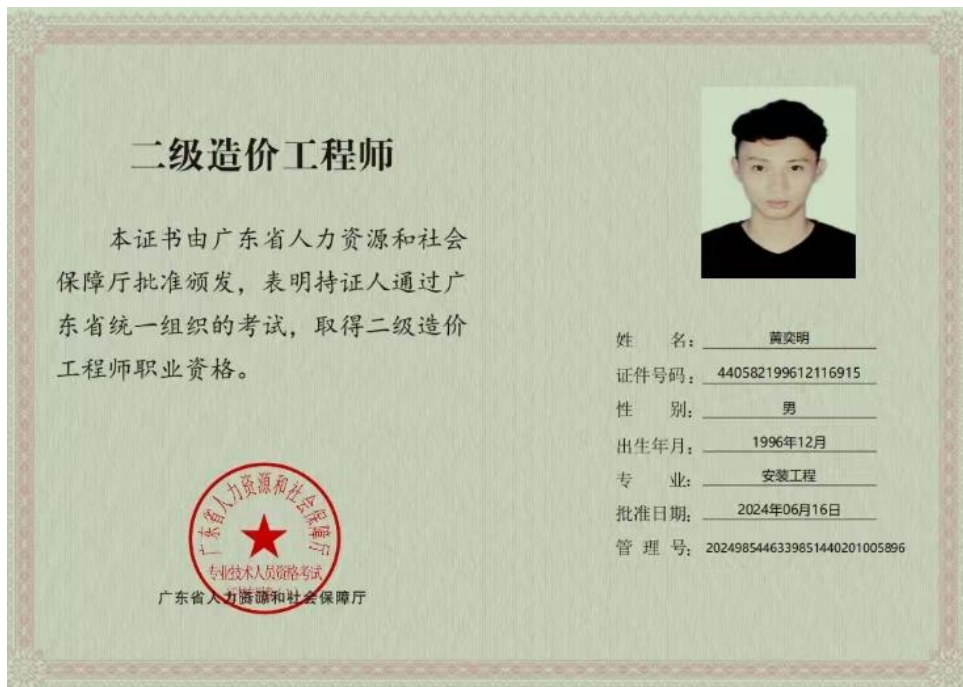 二级造价工程师
本证书由广东省人力资源和社会
保障厅批准颁发，表明持证人通过广
东省统一组织的考试，取得二级造价
工程师职业资格。
姓 名：黄奕明
证件号码：440582199612116915
性 别：男
出生年月：1996年12月
专 业：安装工程
批准日期：2024年06月16日
管 理 号：2024985446339851440201005896
广东省人力资源和社会保障厅
专业技术人员资格考试
广东省人力资源和社会保障厅